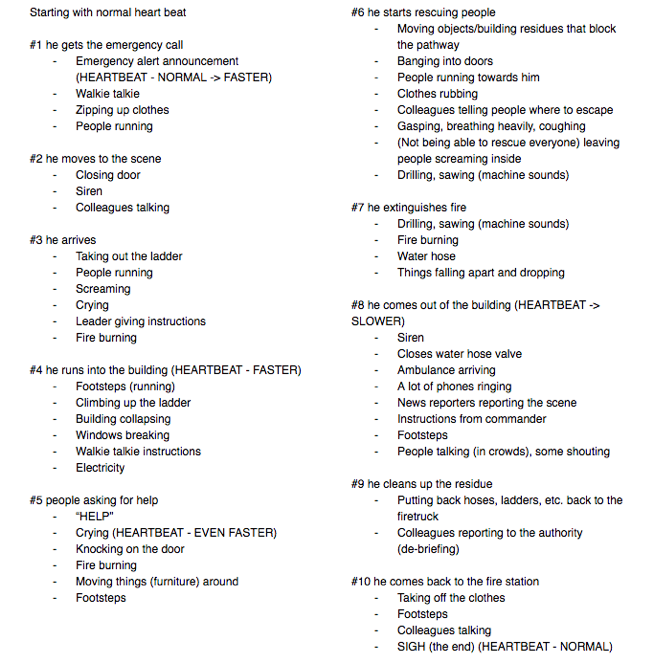 Starting with normal heart beat
#1 he gets the emergency call
- Emergency alert announcement
(HEARTBEAT - NORMAL -> FASTER)
- Walkie talkie
- Zipping up clothes
- People running
#2 he moves to the scene
- Closing door
- Siren
- Colleagues talking
#3 he arrives
- Taking out the ladder
- People running
- Screaming
- Crying
- Leader giving instructions
- Fire burning
#4 he runs into the building (HEARTBEAT - FASTER)
- Footsteps (running)
- Climbing up the ladder
- Building collapsing
- Windows breaking
- Walkie talkie instructions
- Electricity
#5 people asking for help
- “HELP”
- Crying (HEARTBEAT - EVEN FASTER)
- Knocking on the door
- Fire burning
- Moving things (furniture) around
- Footsteps
#6 he starts rescuing people
- Moving objects/building residues that block
the pathway
- Banging into doors
- People running towards him
- Clothes rubbing
- Colleagues telling people where to escape
- Gasping, breathing heavily, coughing
- (Not being able to rescue everyone) leaving
people screaming inside
- Drilling, sawing (machine sounds)
#7 he extinguishes fire
- Drilling, sawing (machine sounds)
- Fire burning
- Water hose
- Things falling apart and dropping
#8 he comes out of the building (HEARTBEAT ->
SLOWER)
- Siren
- Closes water hose valve
- Ambulance arriving
- A lot of phones ringing
- News reporters reporting the scene
- Instructions from commander
- Footsteps
- People talking (in crowds), some shouting
#9 he cleans up the residue
- Putting back hoses, ladders, etc. back to the
firetruck
- Colleagues reporting to the authority
(de-briefing)
#10 he comes back to the fire station
- Taking off the clothes
- Footsteps
- Colleagues talking
- SIGH (the end) (HEARTBEAT - NORMAL)